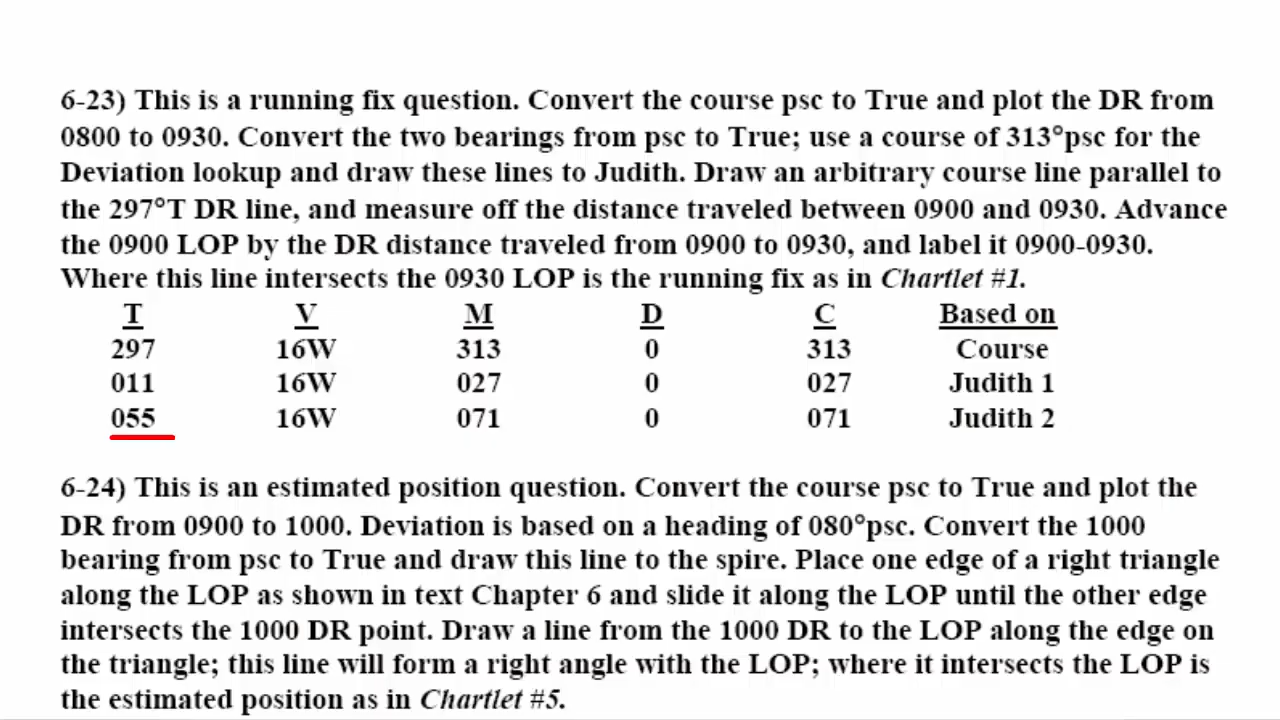 6-23) This is a running fix question. Convert the course psc to True and plot the DR from
0800 to 0930. Convert the two bearings from psc to True; use a course of 313°psc for the
Deviation lookup and draw these lines to Judith. Draw an arbitrary course line parallel to
the 297°T DR line, and measure off the distance traveled between 0900 and 0930. Advance
the 0900 LOP by the DR distance traveled from 0900 to 0930, and label it 0900-0930.
Where this line intersects the 0930 LOP is the running fix as in Chartlet #1.
T V M D C Based on
297 16W 313 0 313 Course
011 16W 027 0 027 Judith 1
055 16W 071 0 071 Judith 2
6-24) This is an estimated position question. Convert the course psc to True and plot the
DR from 0900 to 1000. Deviation is based on a heading of 080°psc. Convert the 1000
bearing from psc to True and draw this line to the spire. Place one edge of a right triangle
along the LOP as shown in text Chapter 6 and slide it along the LOP until the other edge
intersects the 1000 DR point. Draw a line from the 1000 DR to the LOP along the edge on
the triangle; this line will form a right angle with the LOP; where it intersects the LOP is
the estimated position as in Chartlet #5.